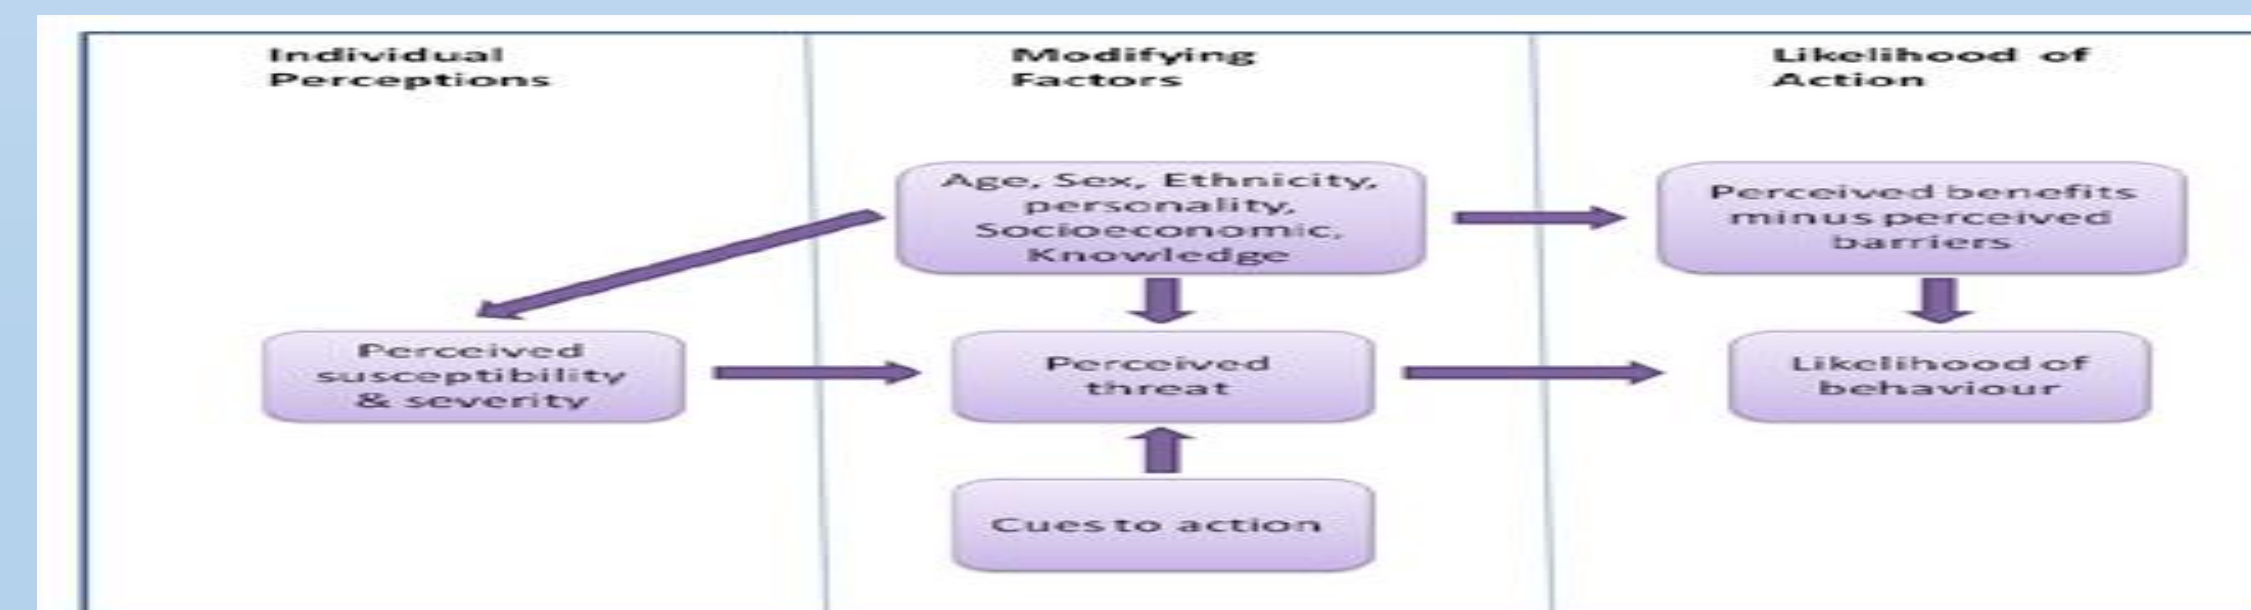 Individual
Perceptions
Modifying
Factors
Likelihood of
Action
Age, Sex, Ethnicity,
personality,
Socioeconomic,
Knowledge
Perceived benefits
minus perceived
barriers
Perceived
susceptibility
& severity
Perceived
threat
Likelihood of
behaviour
Cues to action